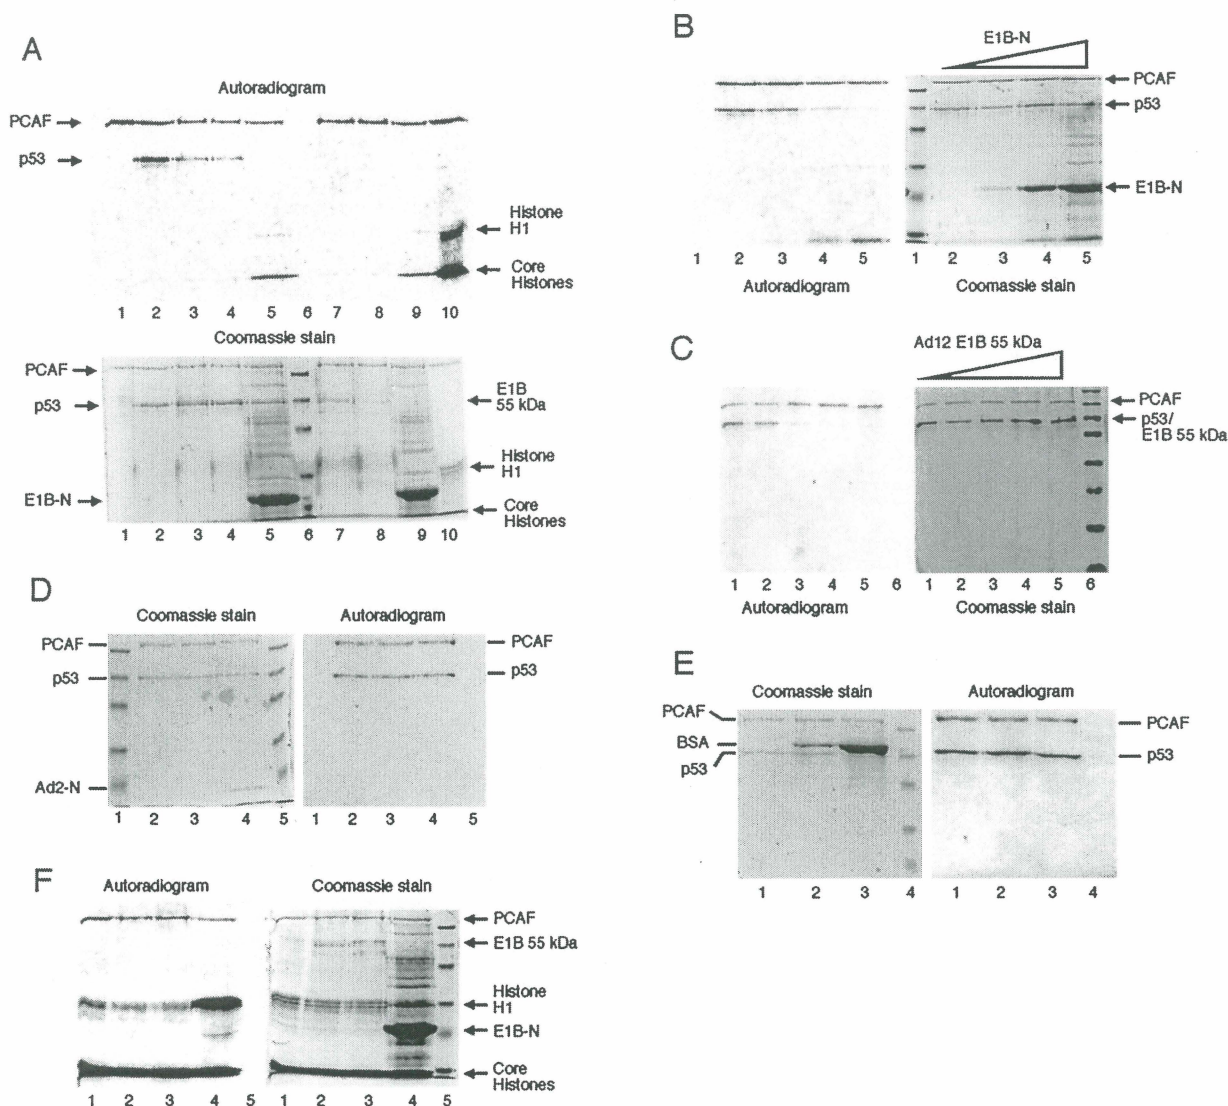 A
Autoradiogram
PCAF
p53
Histone
H1
Core
Histones
1 2 3 4 5 6 7 8 9 10
Coomassie stain
PCAF
p53
E1B
55 kDa
Histone
H1
E1B-N
Core
Histones
1 2 3 4 5 6 7 8 9 10
B
E1B-N
PCAF
p53
E1B-N
1 2 3 4 5 1 2 3 4 5
Autoradiogram Coomassie stain
C
Ad12 E1B 55 kDa
PCAF
p53/
E1B 55 kDa
1 2 3 4 5 6 1 2 3 4 5 6
Autoradiogram Coomassie stain
D
Coomassie stain Autoradiogram
PCAF PCAF
p53 p53
Ad2-N
1 2 3 4 5 1 2 3 4 5
E
Coomassie stain Autoradiogram
PCAF PCAF
BSA
p53 p53
1 2 3 4 1 2 3 4
F
Autoradiogram Coomassie stain
PCAF
E1B 55 kDa
Histone
H1
E1B-N
Core
Histones
1 2 3 4 5 1 2 3 4 5